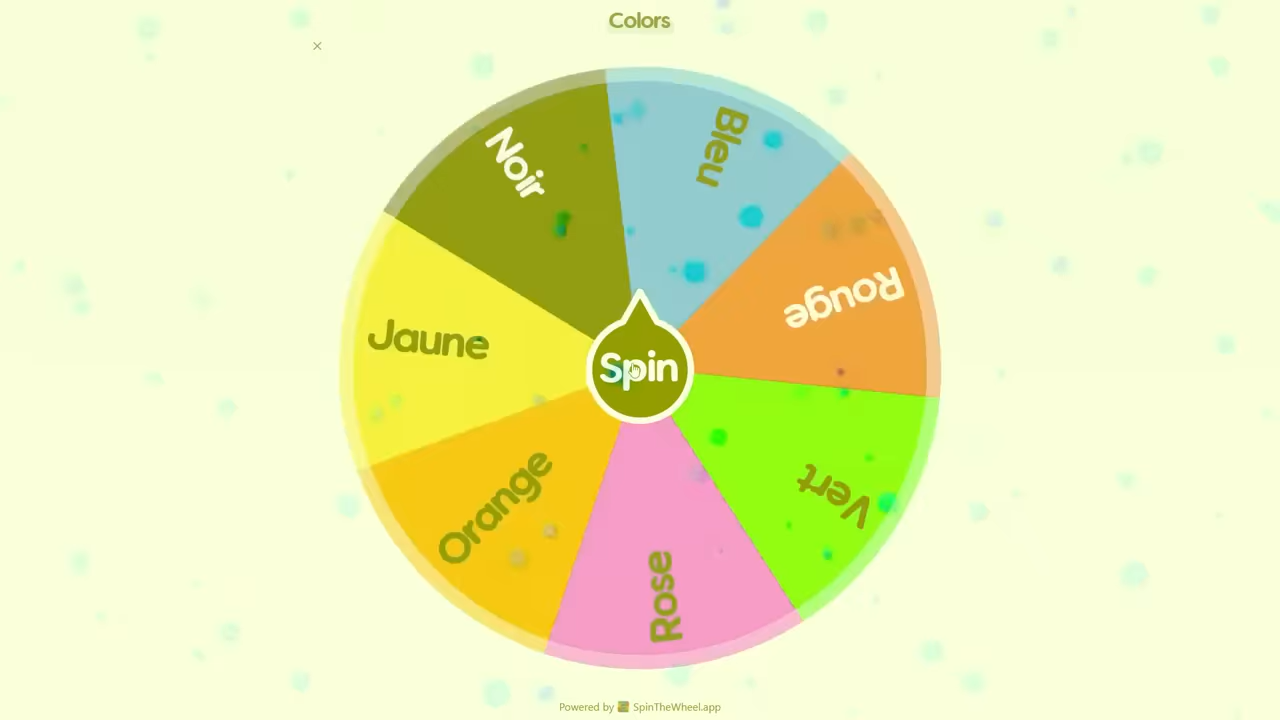 Colors
×
Noir
Bleu
Rouge
Jaune
Spin
Vert
Orange
Rose
Powered by SpinTheWheel.app